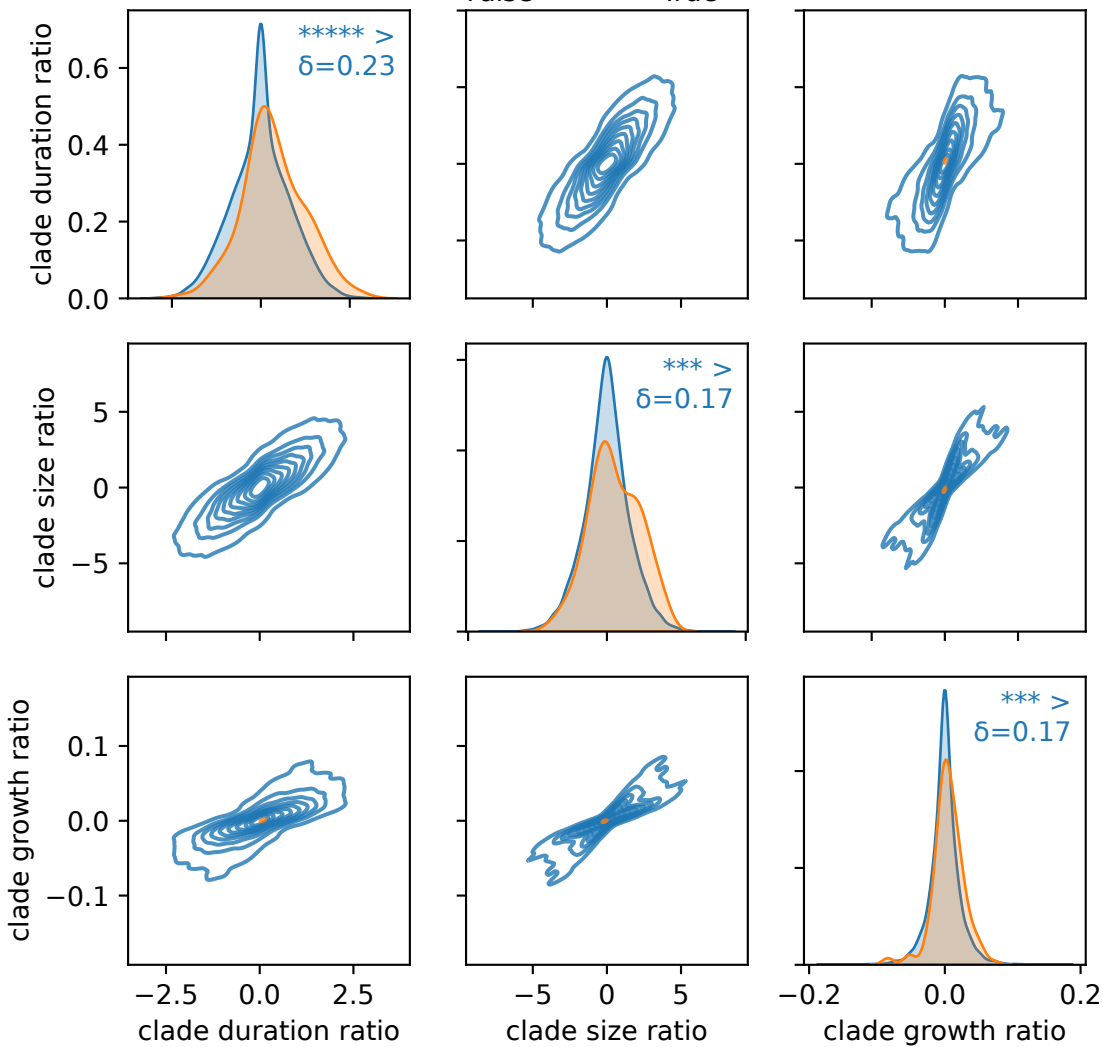 ***** >
δ=0.23
clade duration ratio
0.6
0.4
0.2
0.0
*** >
δ=0.17
clade size ratio
5
0
−5
*** >
δ=0.17
clade growth ratio
0.1
0.0
−0.1
−2.5 0.0 2.5
−5 0 5
−0.2 0.0 0.2
clade duration ratio
clade size ratio
clade growth ratio